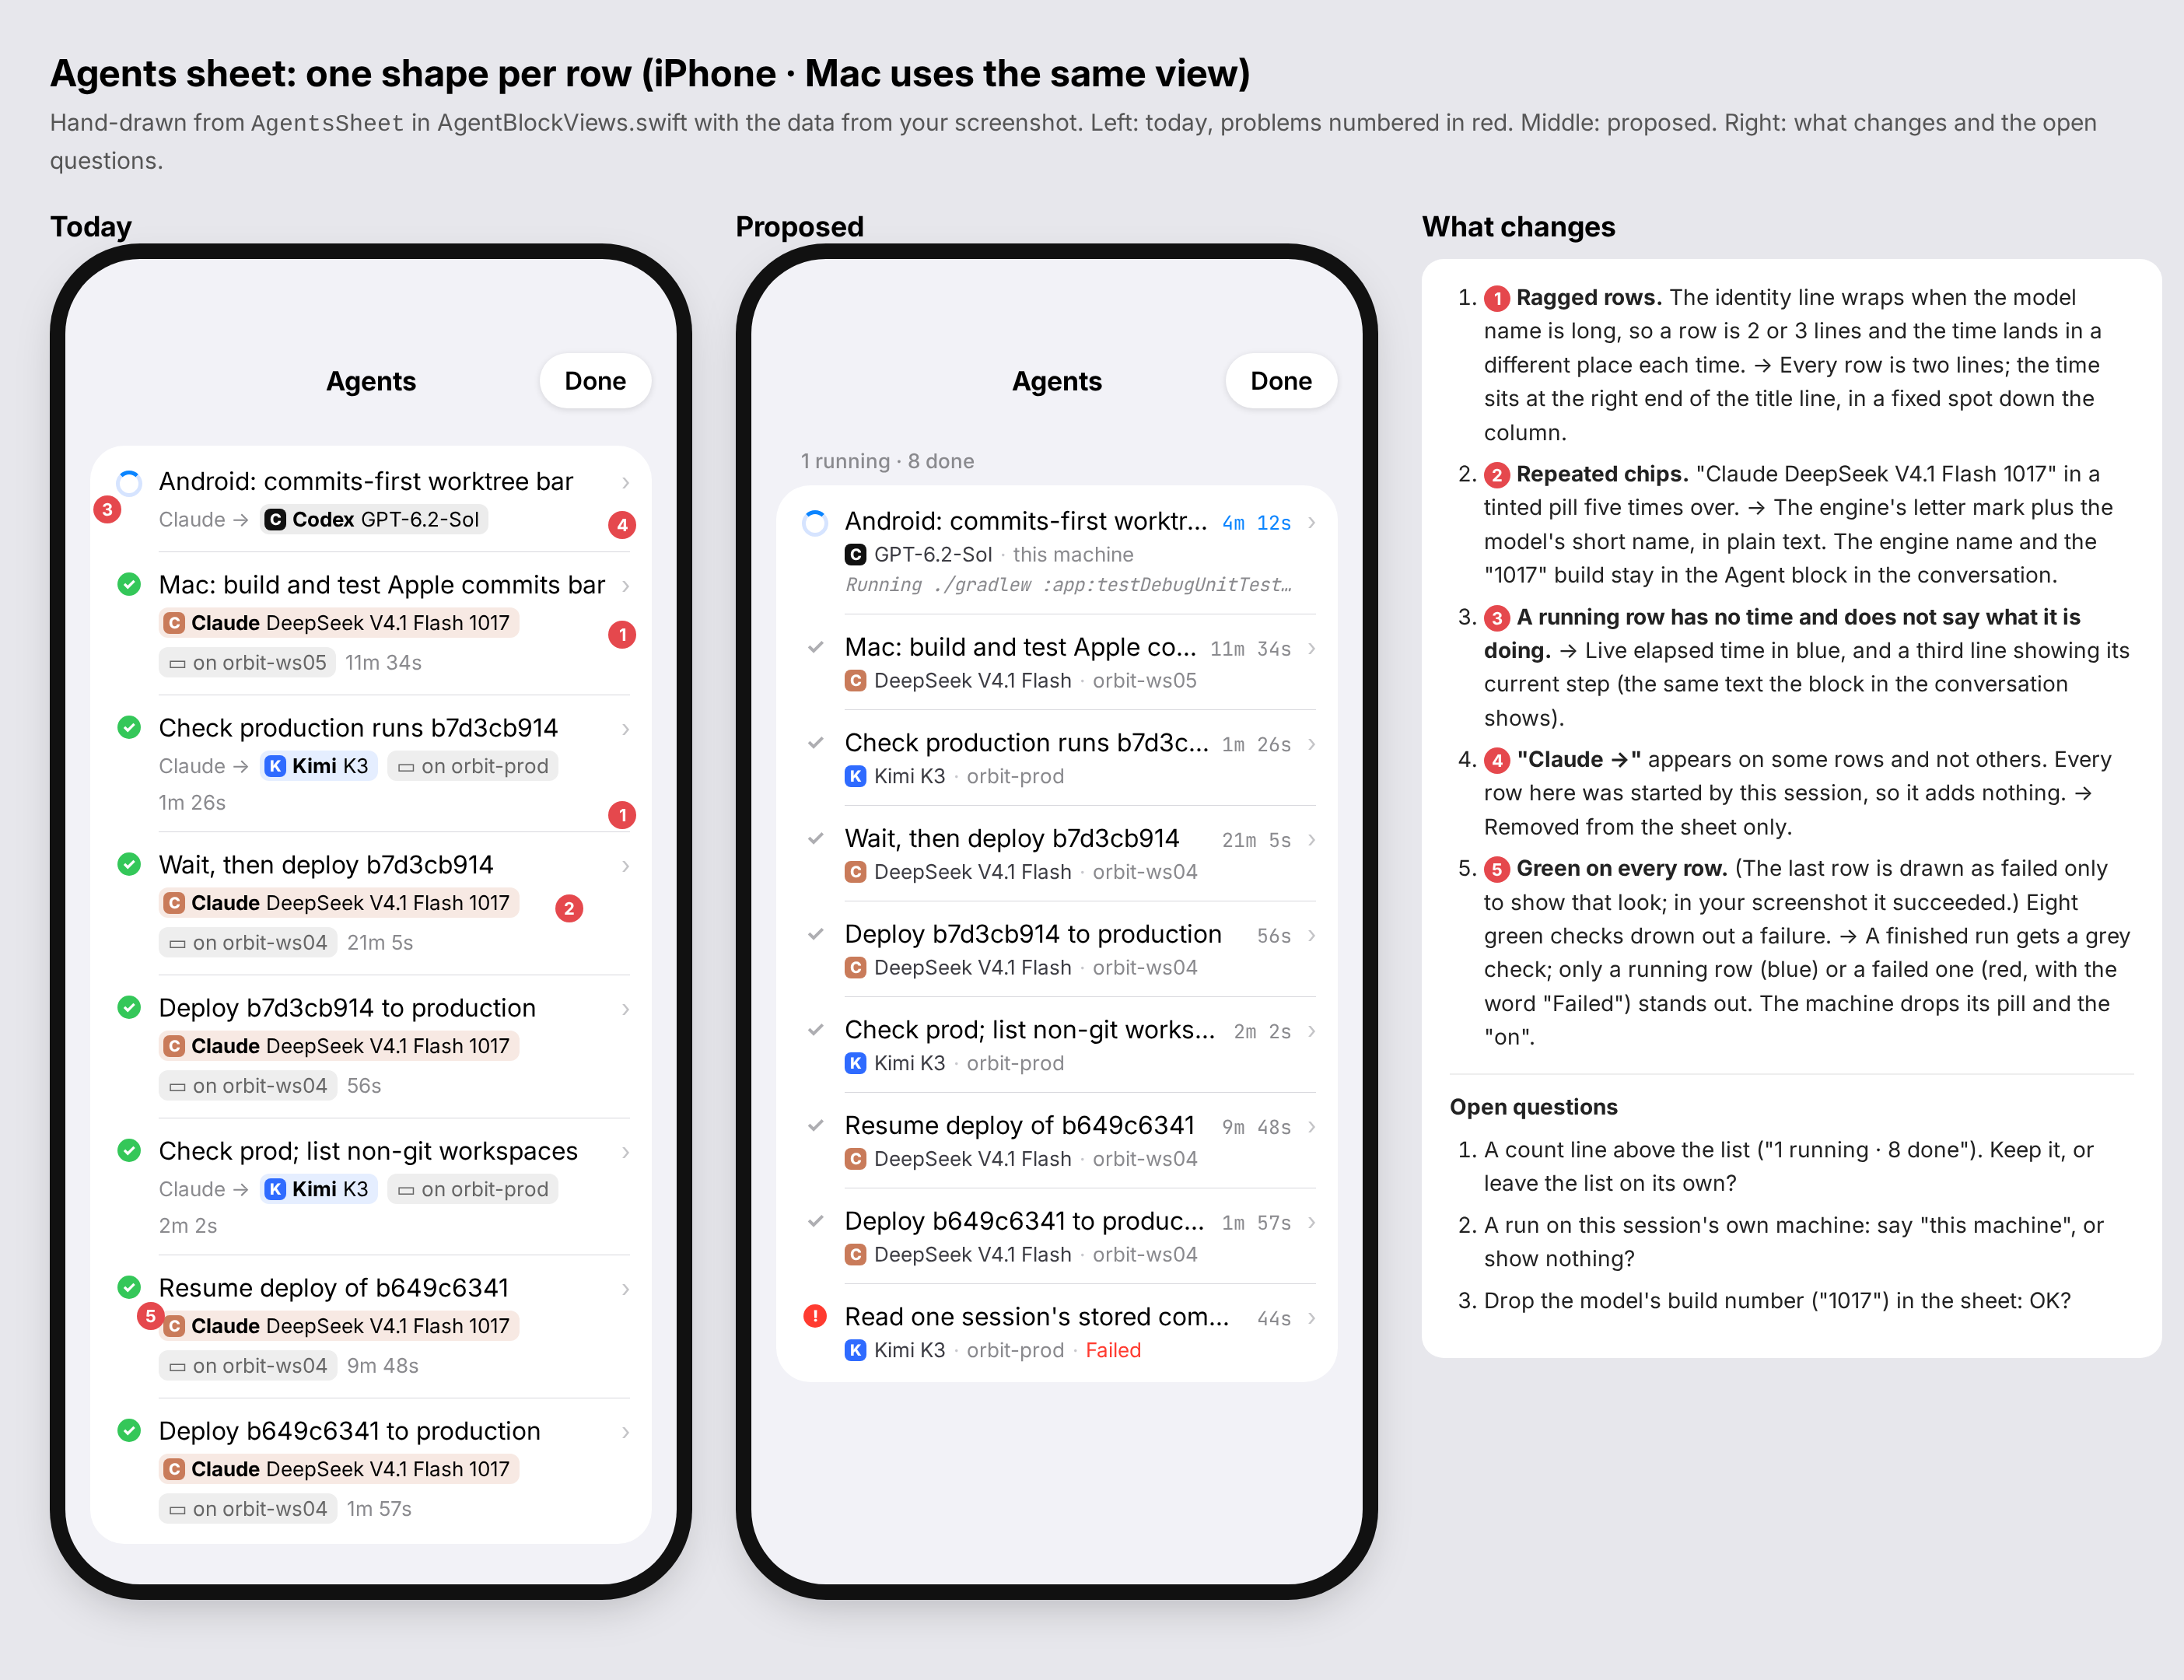 Agents sheet: one shape per row (iPhone · Mac uses the same view)
Hand-drawn from AgentsSheet in AgentBlockViews.swift with the data from your screenshot. Left: today, problems numbered in red. Middle: proposed. Right: what changes and the open
questions.
Today
Agents
Done
Android: commits-first worktree bar ›
3
Claude → C Codex GPT-6.2-Sol
4
Mac: build and test Apple commits bar ›
C Claude DeepSeek V4.1 Flash 1017
1
on orbit-ws05 11m 34s
Check production runs b7d3cb914 ›
Claude → K Kimi K3 on orbit-prod
1m 26s
1
Wait, then deploy b7d3cb914 ›
C Claude DeepSeek V4.1 Flash 1017
2
on orbit-ws04 21m 5s
Deploy b7d3cb914 to production ›
C Claude DeepSeek V4.1 Flash 1017
on orbit-ws04 56s
Check prod; list non-git workspaces ›
Claude → K Kimi K3 on orbit-prod
2m 2s
Resume deploy of b649c6341 ›
5
C Claude DeepSeek V4.1 Flash 1017
on orbit-ws04 9m 48s
Deploy b649c6341 to production ›
C Claude DeepSeek V4.1 Flash 1017
on orbit-ws04 1m 57s
Proposed
Agents
Done
1 running · 8 done
Android: commits-first worktr... 4m 12s ›
C GPT-6.2-Sol · this machine
Running ./gradlew :app:testDebugUnitTest…
Mac: build and test Apple co... 11m 34s ›
C DeepSeek V4.1 Flash · orbit-ws05
Check production runs b7d3c... 1m 26s ›
K Kimi K3 · orbit-prod
Wait, then deploy b7d3cb914 21m 5s ›
C DeepSeek V4.1 Flash · orbit-ws04
Deploy b7d3cb914 to production 56s ›
C DeepSeek V4.1 Flash · orbit-ws04
Check prod; list non-git works... 2m 2s ›
K Kimi K3 · orbit-prod
Resume deploy of b649c6341 9m 48s ›
C DeepSeek V4.1 Flash · orbit-ws04
Deploy b649c6341 to produc... 1m 57s ›
C DeepSeek V4.1 Flash · orbit-ws04
! Read one session's stored com... 44s ›
K Kimi K3 · orbit-prod · Failed
What changes
1. 1 Ragged rows. The identity line wraps when the model
name is long, so a row is 2 or 3 lines and the time lands in a
different place each time. → Every row is two lines; the time
sits at the right end of the title line, in a fixed spot down the
column.
2. 2 Repeated chips. "Claude DeepSeek V4.1 Flash 1017" in a
tinted pill five times over. → The engine's letter mark plus the
model's short name, in plain text. The engine name and the
"1017" build stay in the Agent block in the conversation.
3. 3 A running row has no time and does not say what it is
doing. → Live elapsed time in blue, and a third line showing its
current step (the same text the block in the conversation
shows).
4. 4 "Claude →" appears on some rows and not others. Every
row here was started by this session, so it adds nothing. →
Removed from the sheet only.
5. 5 Green on every row. (The last row is drawn as failed only
to show that look; in your screenshot it succeeded.) Eight
green checks drown out a failure. → A finished run gets a grey
check; only a running row (blue) or a failed one (red, with the
word "Failed") stands out. The machine drops its pill and the
"on".
Open questions
1. A count line above the list ("1 running · 8 done"). Keep it, or
leave the list on its own?
2. A run on this session's own machine: say "this machine", or
show nothing?
3. Drop the model's build number ("1017") in the sheet: OK?